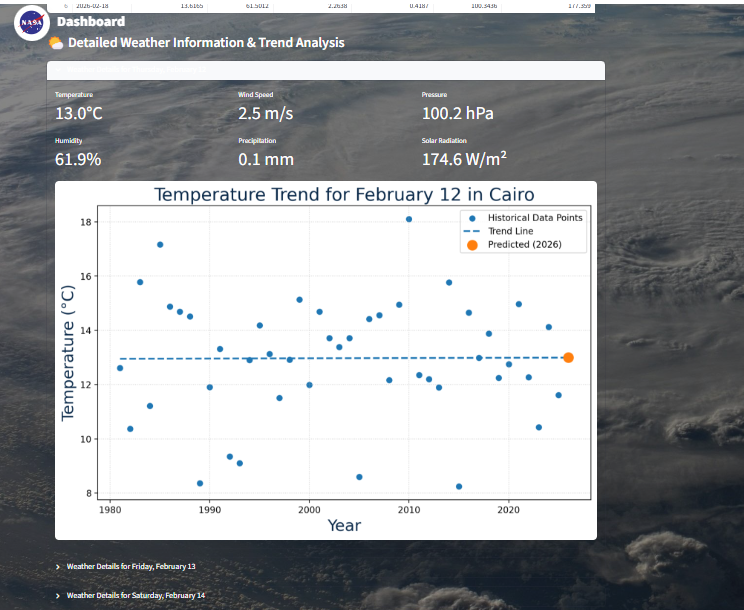 6 2026-02-18 13.6165 61.5012 2.2638 0.4187 100.3436 177.359
NASA Dashboard
Detailed Weather Information & Trend Analysis
Temperature Wind Speed Pressure
13.0°C 2.5 m/s 100.2 hPa
Humidity Precipitation Solar Radiation
61.9% 0.1 mm 174.6 W/m²
Temperature Trend for February 12 in Cairo
Historical Data Points
Trend Line
Predicted (2026)
18
16
14
12
10
8
Temperature (°C)
1980 1990 2000 2010 2020
Year
Weather Details for Friday, February 13
Weather Details for Saturday, February 14